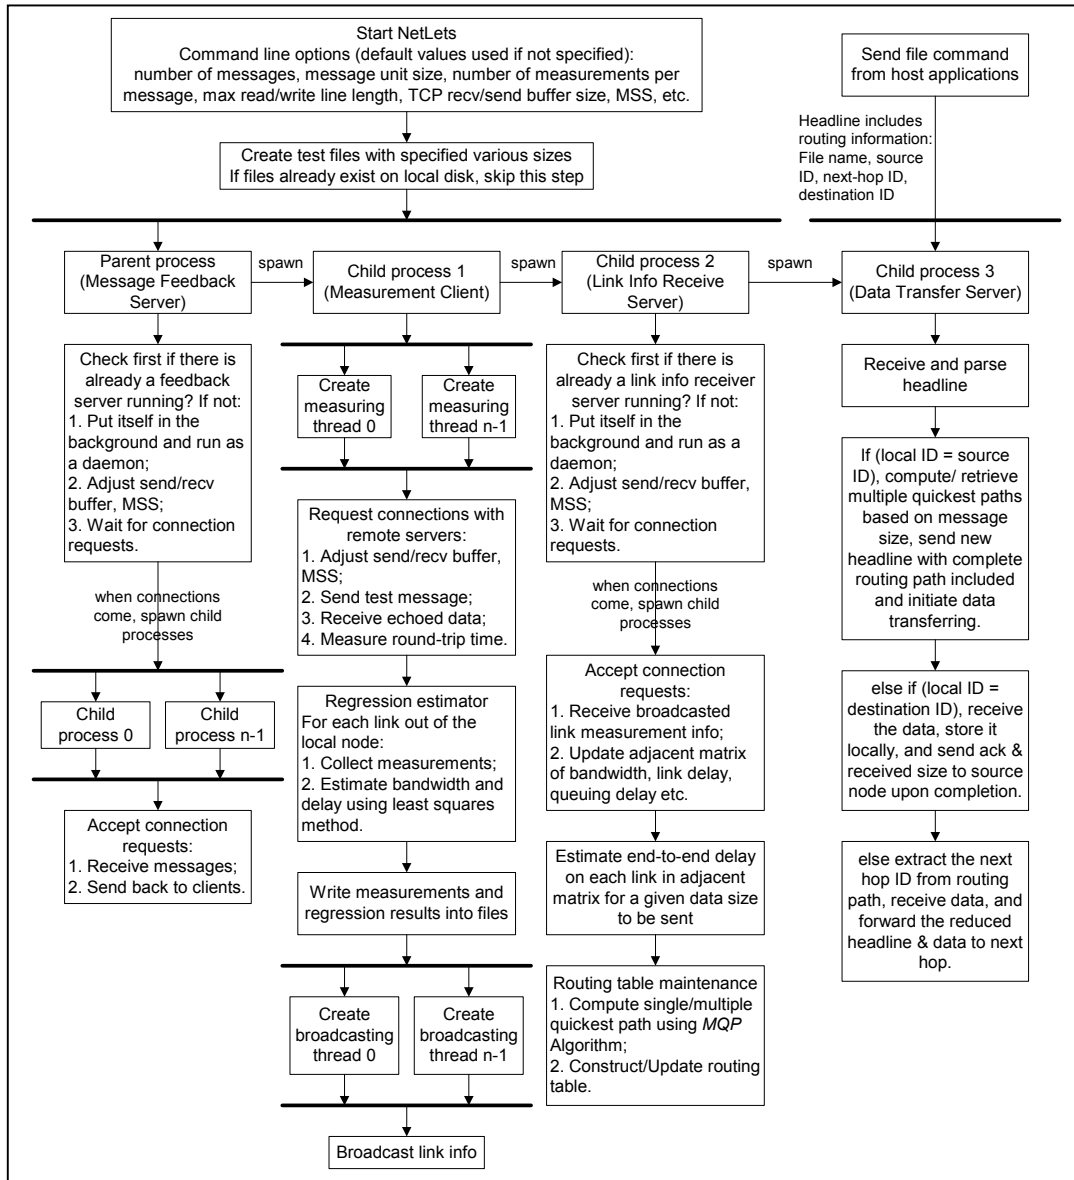 Start NetLets
Command line options (default values used if not specified):
number of messages, message unit size, number of measurements per
message, max read/write line length, TCP recv/send buffer size, MSS, etc.
Send file command
from host applications
Headline includes
routing information:
File name, source
ID, next-hop ID,
destination ID
Create test files with specified various sizes
If files already exist on local disk, skip this step
Parent process
(Message Feedback
Server)
spawn
Child process 1
(Measurement Client)
spawn
Child process 2
(Link Info Receive
Server)
spawn
Child process 3
(Data Transfer Server)
Check first if there is
already a feedback
server running? If not:
1. Put itself in the
background and run as
a daemon;
2. Adjust send/recv
buffer, MSS;
3. Wait for connection
requests.
when connections
come, spawn child
processes
Child
process 0
Child
process n-1
Accept connection
requests:
1. Receive messages;
2. Send back to clients.
Create
measuring
thread 0
Create
measuring
thread n-1
Request connections with
remote servers:
1. Adjust send/recv buffer,
MSS;
2. Send test message;
3. Receive echoed data;
4. Measure round-trip time.
Regression estimator
For each link out of the
local node:
1. Collect measurements;
2. Estimate bandwidth and
delay using least squares
method.
Write measurements and
regression results into files
Create
broadcasting
thread 0
Create
broadcasting
thread n-1
Broadcast link info
Check first if there is
already a link info receiver
server running? If not:
1. Put itself in the
background and run as a
daemon;
2. Adjust send/recv buffer,
MSS;
3. Wait for connection
requests.
when connections
come, spawn child
processes
Accept connection
requests:
1. Receive broadcasted
link measurement info;
2. Update adjacent matrix
of bandwidth, link delay,
queuing delay etc.
Estimate end-to-end delay
on each link in adjacent
matrix for a given data size
to be sent
Routing table maintenance
1. Compute single/multiple
quickest path using MQP
Algorithm;
2. Construct/Update routing
table.
Receive and parse
headline
If (local ID = source
ID), compute/ retrieve
multiple quickest paths
based on message
size, send new
headline with complete
routing path included
and initiate data
transferring.
else if (local ID =
destination ID), receive
the data, store it
locally, and send ack &
received size to source
node upon completion.
else extract the next
hop ID from routing
path, receive data, and
forward the reduced
headline & data to next
hop.